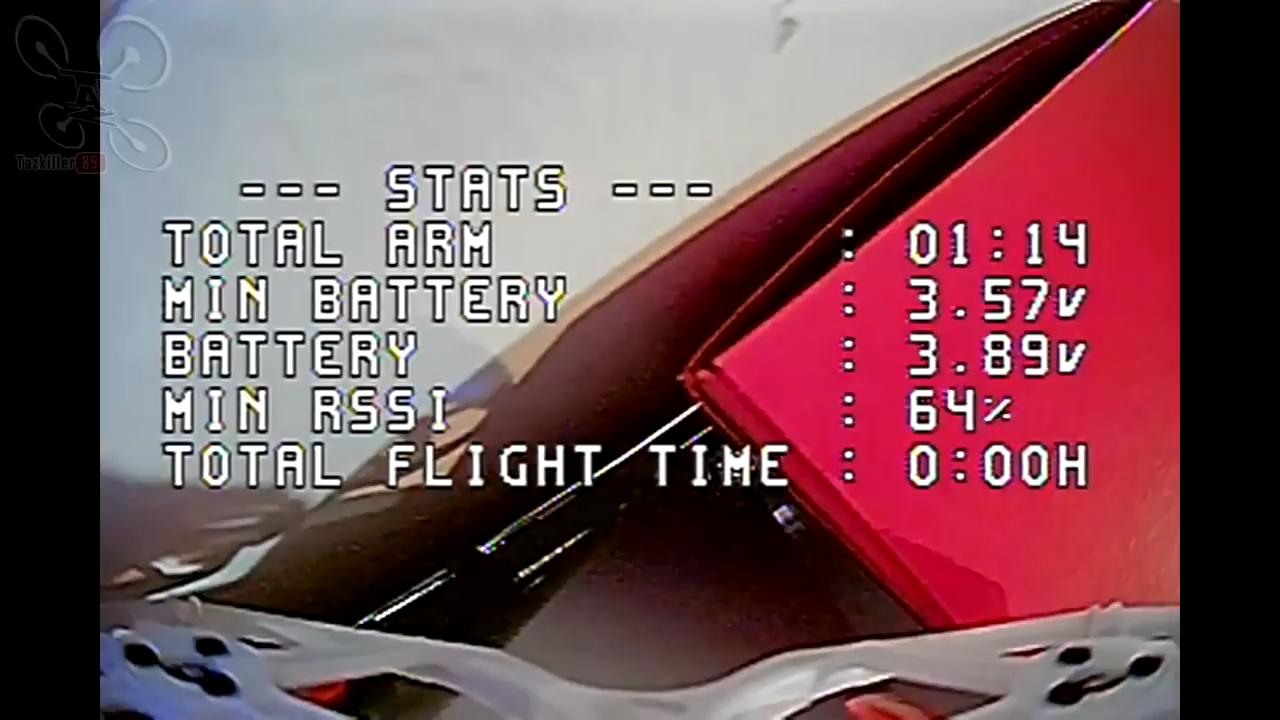 Tazkiller 85
--- STATS ---
TOTAL ARM : 01:14
MIN BATTERY : 3.57V
BATTERY : 3.89V
MIN RSSI : 64%
TOTAL FLIGHT TIME : 0:00H